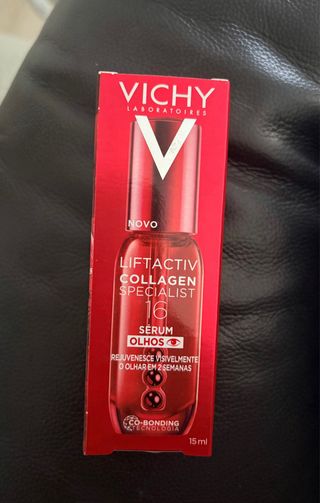 VICHY
LABORATOIRES
V
NOVO
LIFTACTIV
COLLAGEN
SPECIALIST
16
SÉRUM
OLHOS
REJUVENESCE VISIVELMENTE
O OLHAR EM 2 SEMANAS
CO-BONDING
TECNOLOGIA
15 ml